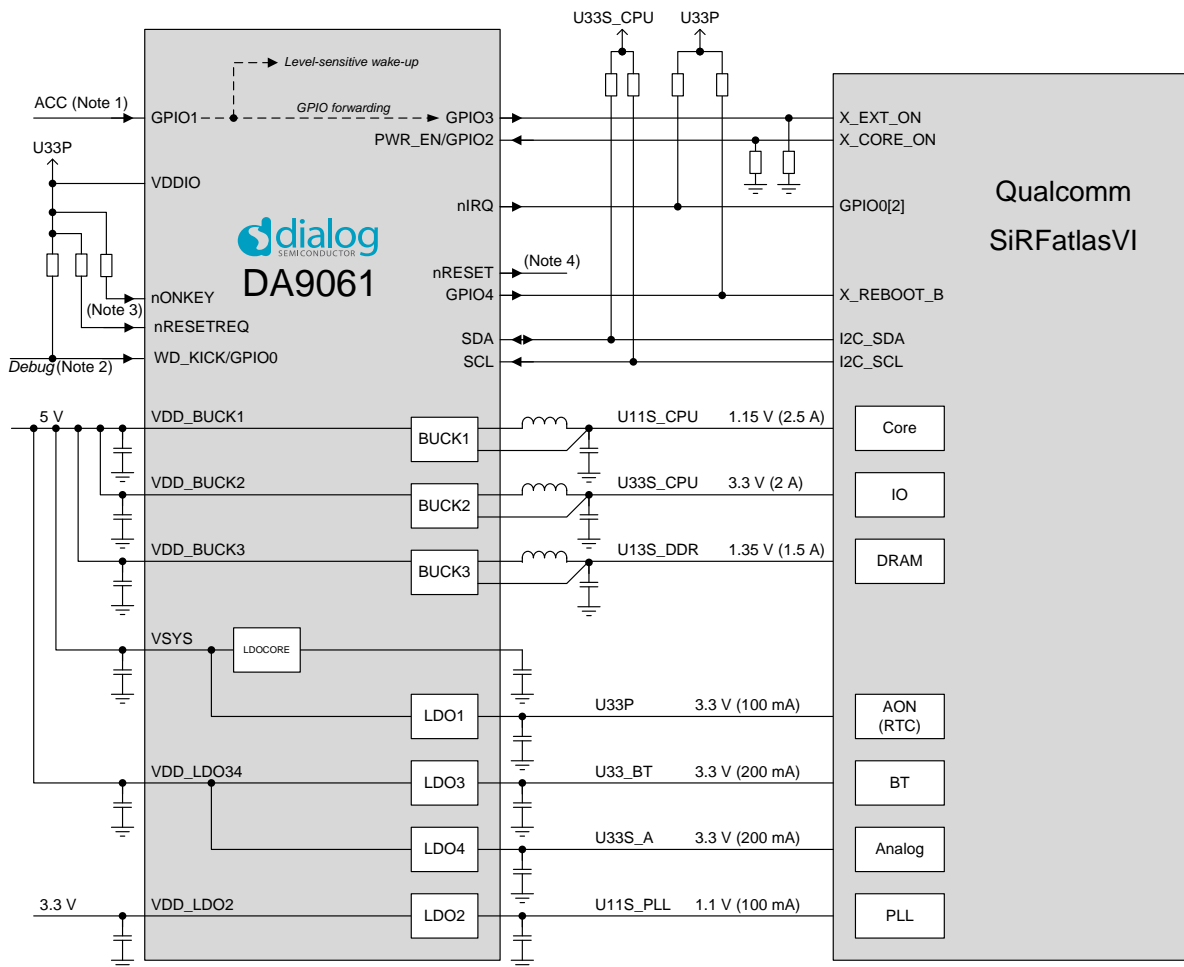 U33S_CPU U33P
Level-sensitive wake-up
ACC (Note 1) GPIO1 GPIO forwarding GPIO3 X_EXT_ON
PWR_EN/GPIO2 X_CORE_ON
U33P
VDDIO
Qualcomm
SiRFatlasVI
nIRQ GPIO0[2]
dialog
SEMICONDUCTOR
DA9061
nRESET (Note 4)
nONKEY GPIO4 X_REBOOT_B
(Note 3)
nRESETREQ
SDA I2C_SDA
WD_KICK/GPIO0 SCL I2C_SCL
Debug (Note 2)
5 V VDD_BUCK1 BUCK1 U11S_CPU 1.15 V (2.5 A) Core
VDD_BUCK2 BUCK2 U33S_CPU 3.3 V (2 A) IO
VDD_BUCK3 BUCK3 U13S_DDR 1.35 V (1.5 A) DRAM
VSYS LDOCORE
LDO1 U33P 3.3 V (100 mA) AON
(RTC)
VDD_LDO34 LDO3 U33_BT 3.3 V (200 mA) BT
LDO4 U33S_A 3.3 V (200 mA) Analog
3.3 V VDD_LDO2 LDO2 U11S_PLL 1.1 V (100 mA) PLL